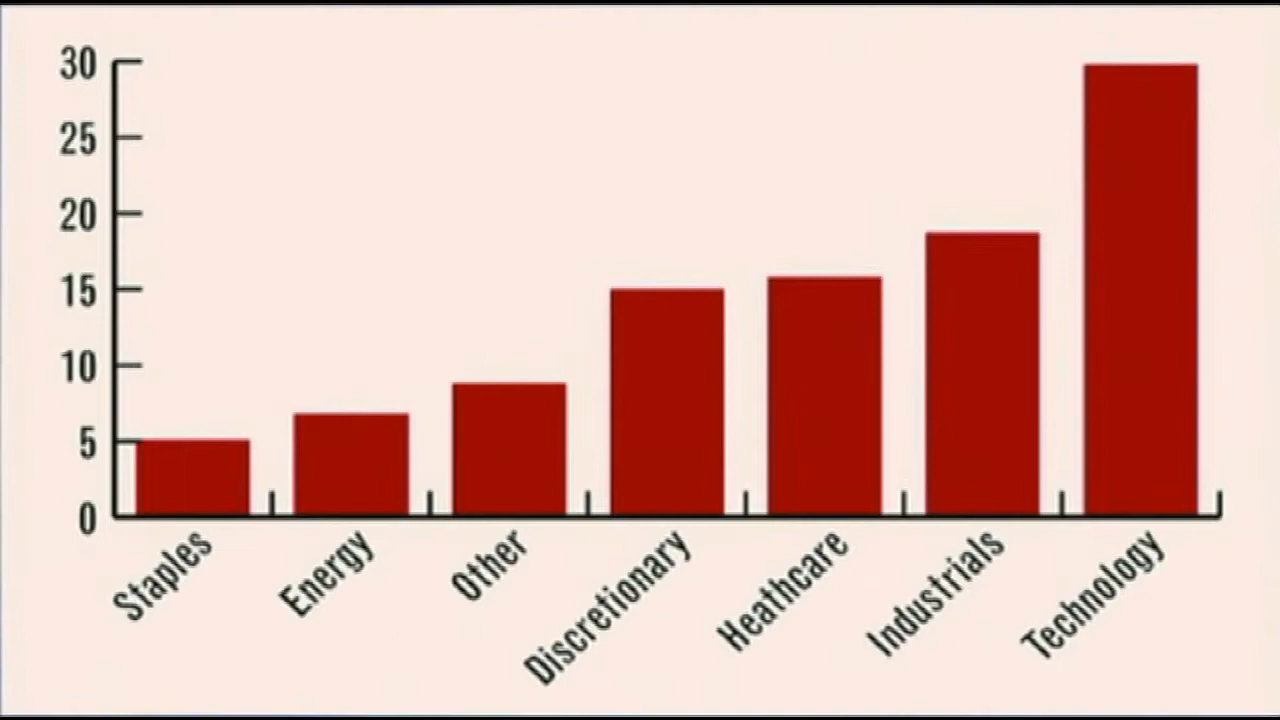 30
25
20
15
10
5
0
Staples
Energy
Other
Discretionary
Heathcare
Industrials
Technology